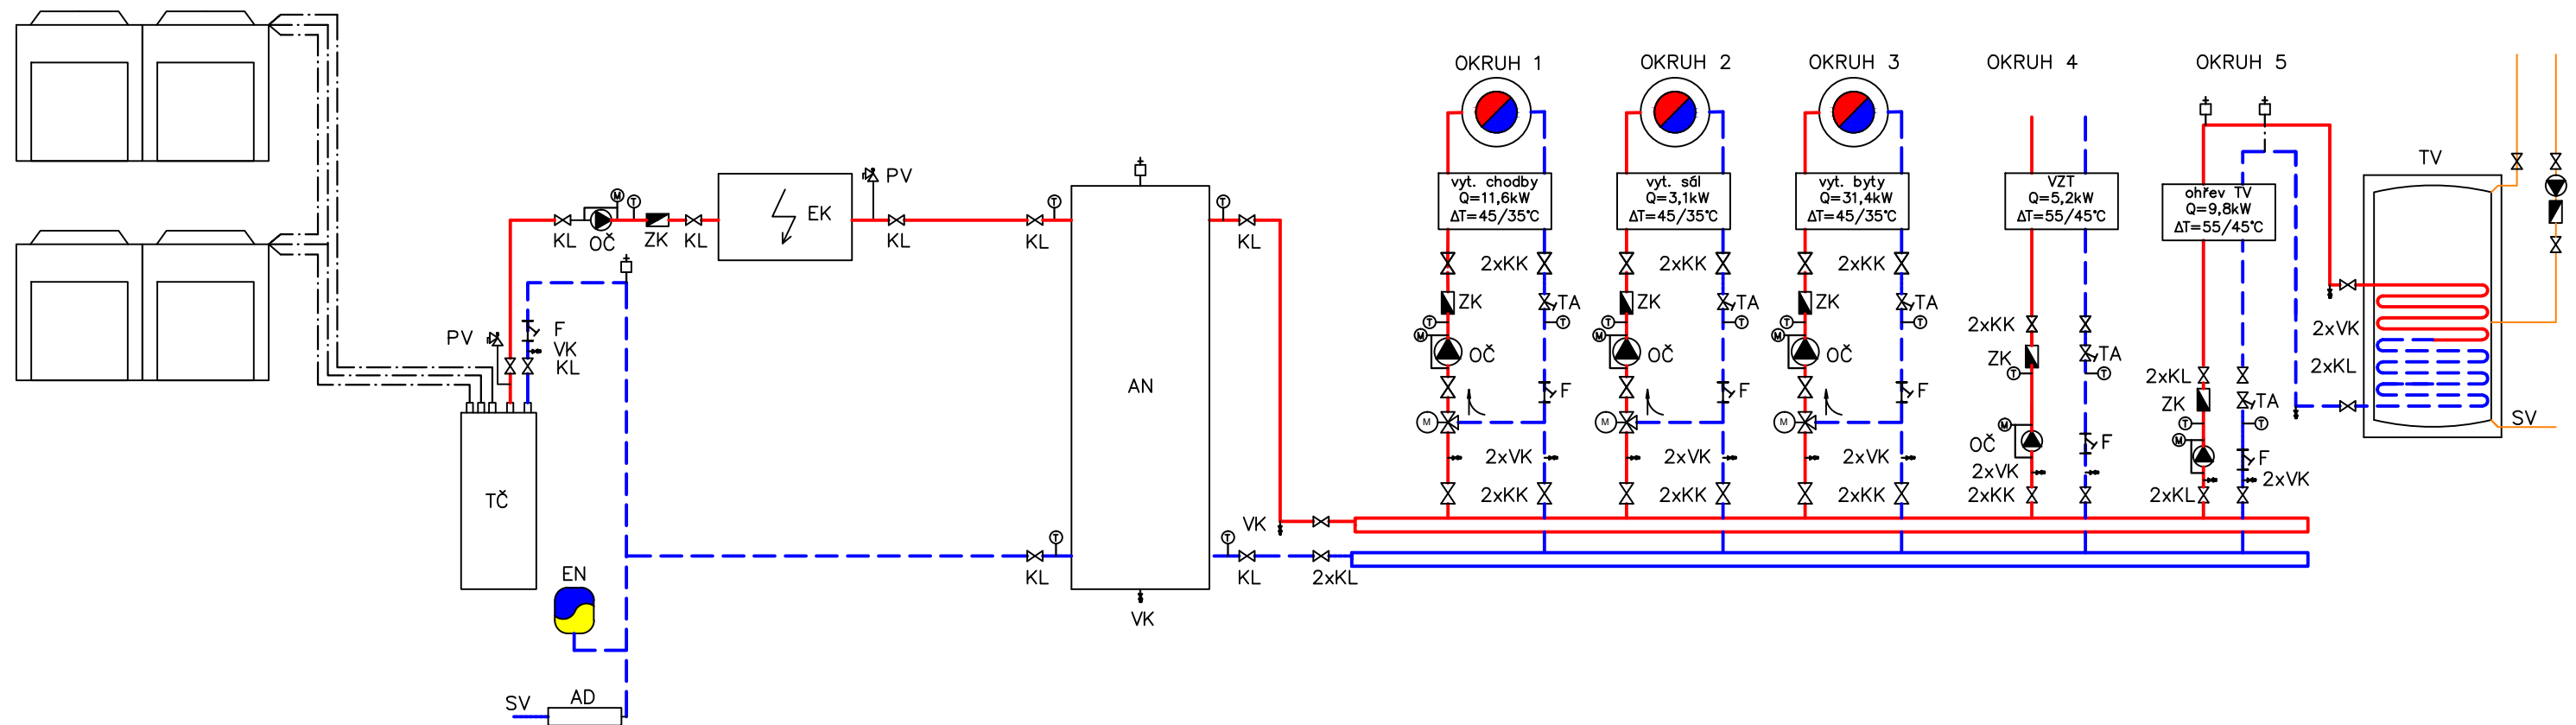 OKRUH 1
OKRUH 2
OKRUH 3
OKRUH 4
OKRUH 5
TV
vyt. chodby
Q=11,6kW
ΔT=45/35°C
vyt. sál
Q=3,1kW
ΔT=45/35°C
vyt. byty
Q=31,4kW
ΔT=45/35°C
VZT
Q=5,2kW
ΔT=55/45°C
ohřev TV
Q=9,8kW
ΔT=55/45°C
PV
M
T
EK
T
T
KL
OČ
ZK
KL
KL
KL
KL
2xKK
2xKK
2xKK
ZK
TA
ZK
TA
ZK
TA
T
T
T
T
T
T
M
M
M
OČ
OČ
OČ
PV
F
VK
KL
2xKK
ZK
TA
T
T
2xVK
2xKL
2xKL
ZK
TA
T
T
AN
F
F
F
M
M
M
SV
M
OČ
F
M
F
2xVK
2xVK
2xVK
2xVK
2xVK
2xKK
2xKK
2xKK
2xKK
2xKL
TČ
VK
T
T
KL
KL
2xKL
EN
VK
SV
AD